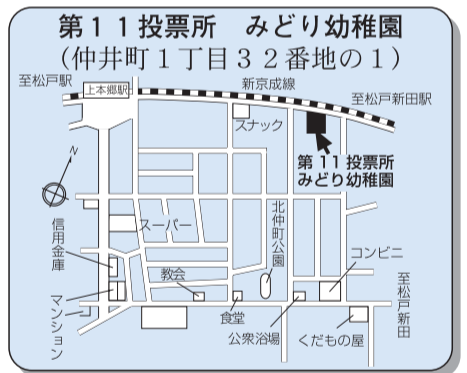 第11投票所　みどり幼稚園
（仲井町1丁目32番地の1）
至松戸駅
上本郷駅
新京成線
至松戸新田駅
スナック
第11投票所
みどり幼稚園
N
信用金庫
スーパー
北仲町公園
コンビニ
教会
至松戸新田
マンション
食堂
公衆浴場
くだもの屋